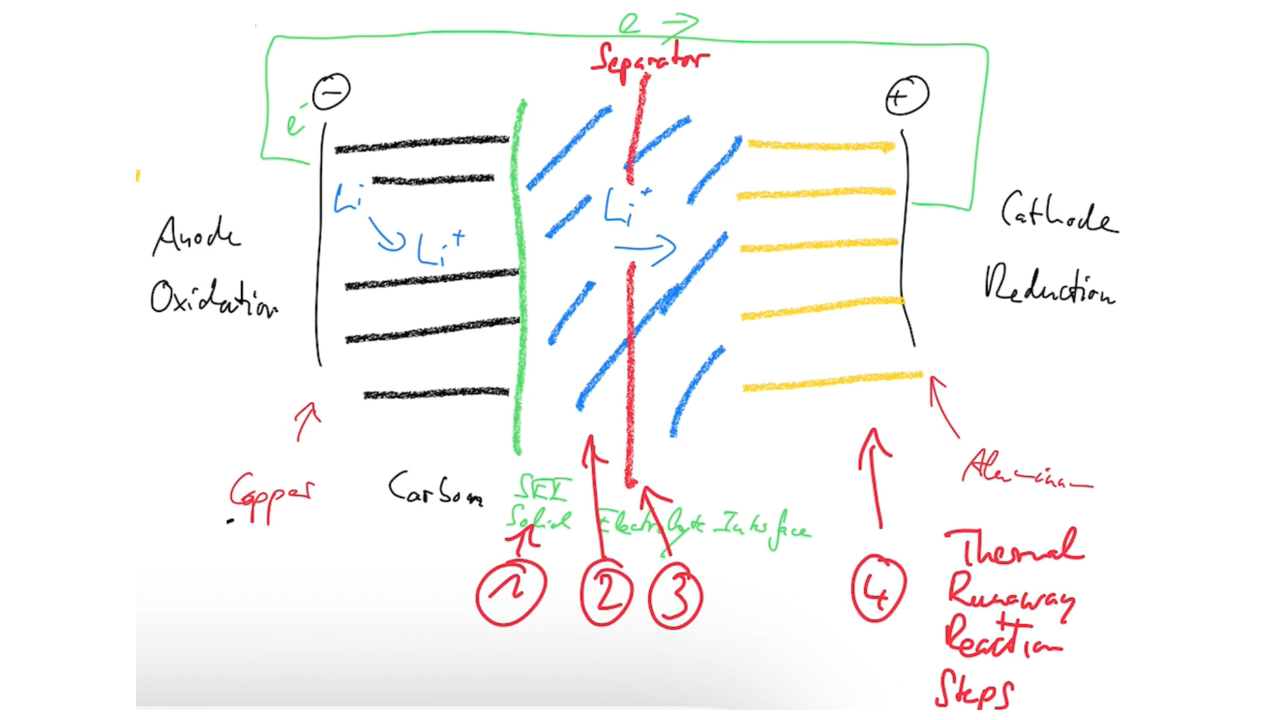 e →
Separator
−
+
e⁻
Li
Li⁺
Li⁺
Anode
Oxidation
Cathode
Reduction
Copper
Carbon
SEI
Solid Electrolyte Interface
1
2
3
4
Thermal
Runaway
Reaction
Steps